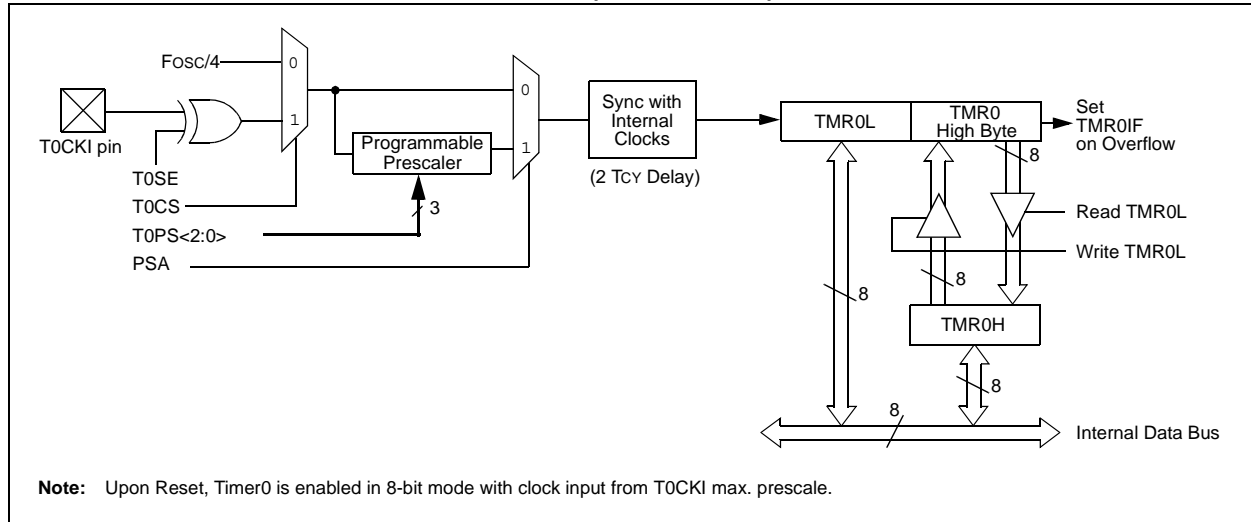 FOSC/4
0
1
T0CKI pin
T0SE
T0CS
T0PS<2:0>
PSA
Programmable
Prescaler
3
0
1
Sync with
Internal
Clocks
(2 TCY Delay)
TMR0L
TMR0
High Byte
Set
TMR0IF
on Overflow
8
Read TMR0L
Write TMR0L
8
8
TMR0H
8
8
Internal Data Bus
Note: Upon Reset, Timer0 is enabled in 8-bit mode with clock input from T0CKI max. prescale.